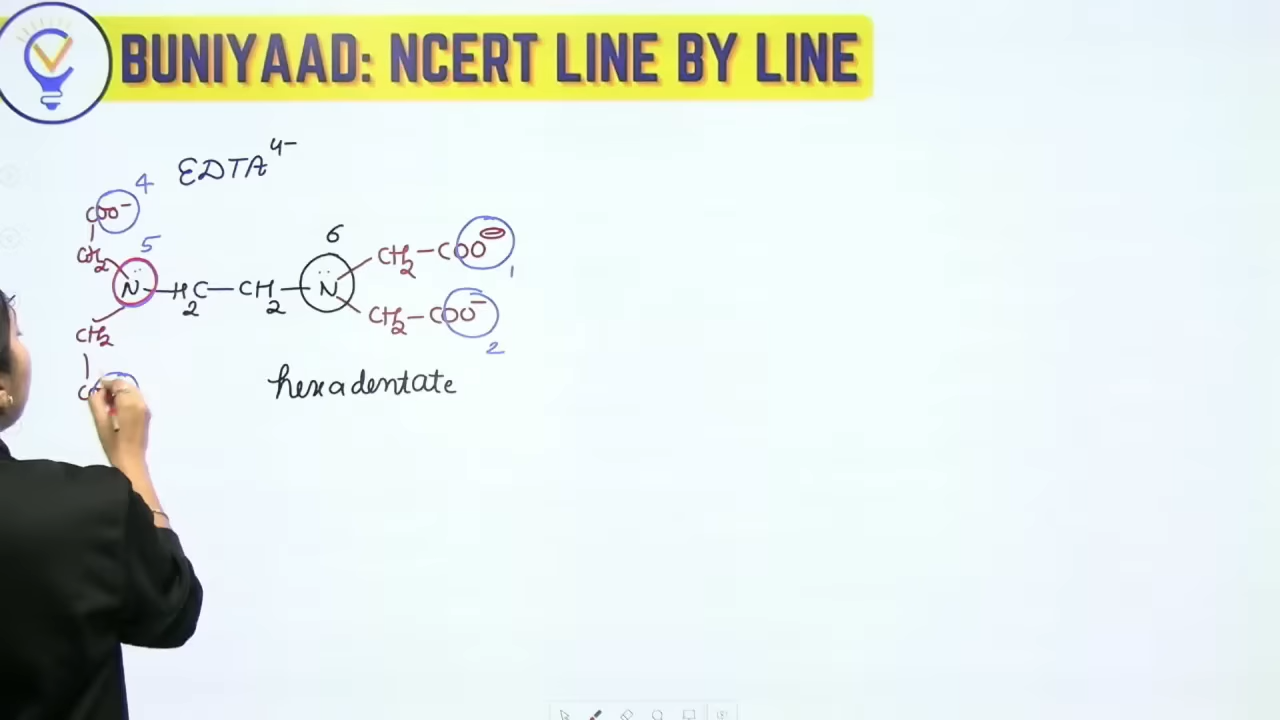 BUNIYAAD: NCERT LINE BY LINE
EDTA⁴⁻
4
COO⁻
CH₂
5
N̈—H₂C—CH₂—N̈
6
CH₂—COO⊖
1
CH₂—COO⁻
2
CH₂
hexadentate